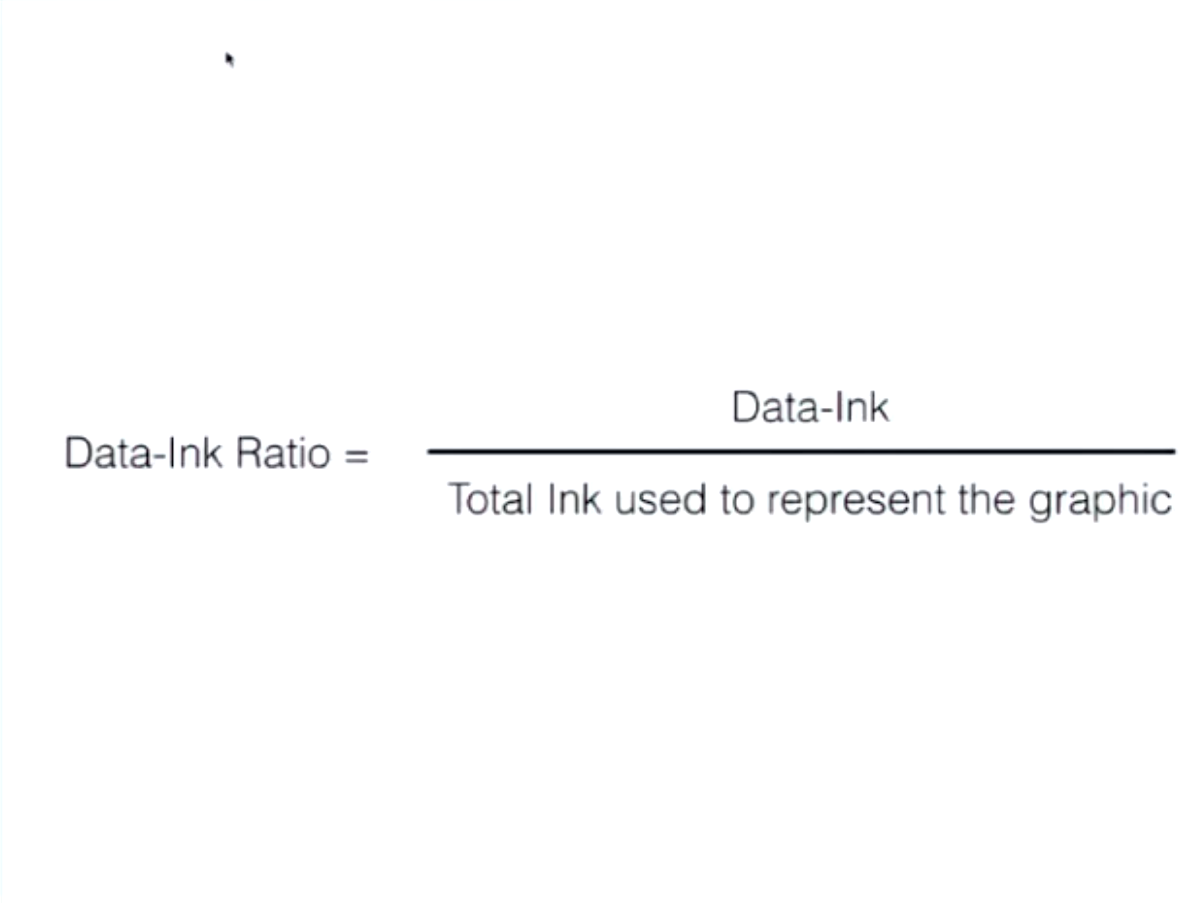 Data-Ink
Data-Ink Ratio =
Total Ink used to represent the graphic